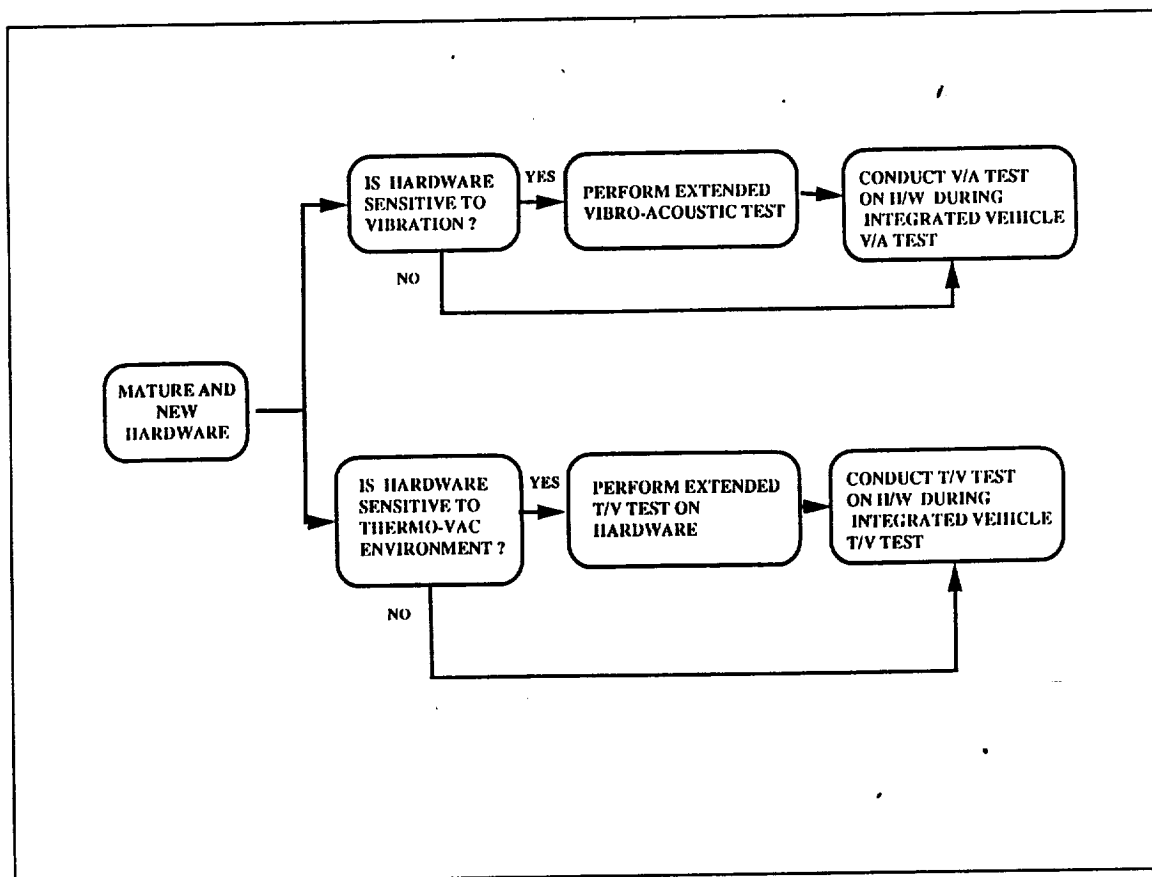 IS HARDWARE
SENSITIVE TO
VIBRATION ?
YES
PERFORM EXTENDED
VIBRO-ACOUSTIC TEST
CONDUCT V/A TEST
ON H/W DURING
INTEGRATED VEHICLE
V/A TEST
NO
MATURE AND
NEW
HARDWARE
IS HARDWARE
SENSITIVE TO
THERMO-VAC
ENVIRONMENT ?
YES
PERFORM EXTENDED
T/V TEST ON
HARDWARE
CONDUCT T/V TEST
ON H/W DURING
INTEGRATED VEHICLE
T/V TEST
NO